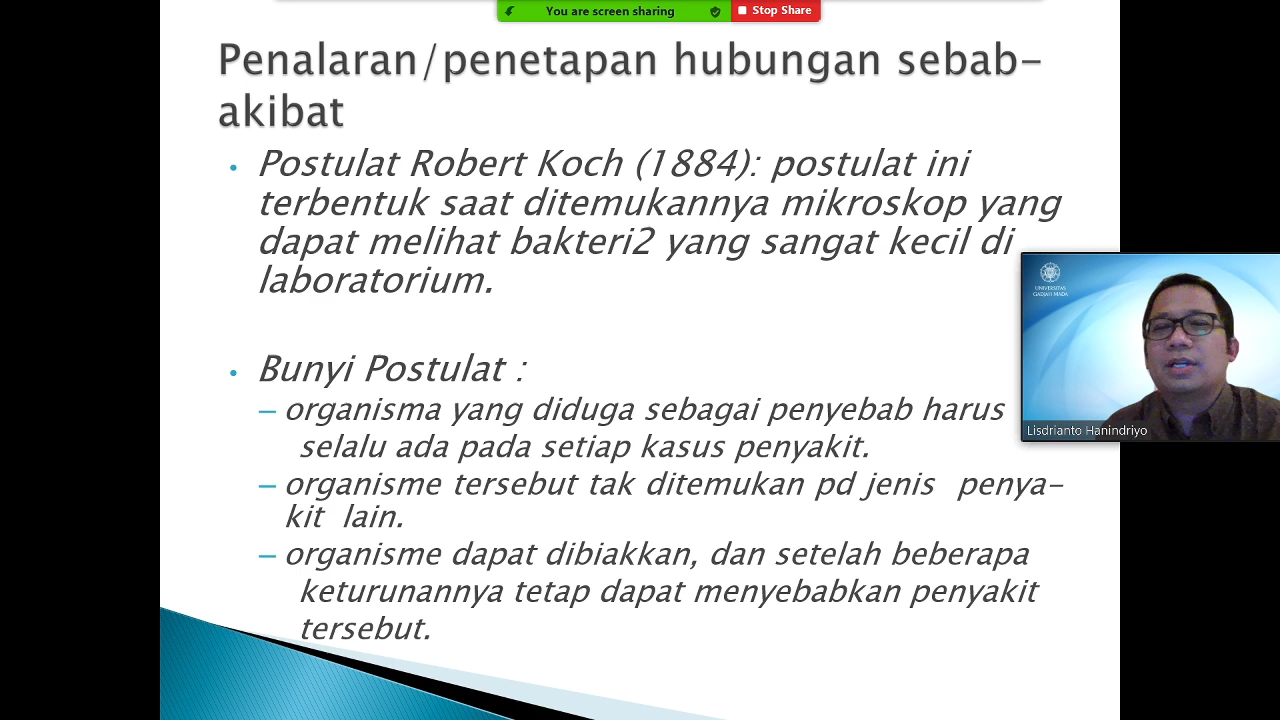 You are screen sharing
Stop Share
Penalaran/penetapan hubungan sebab-
akibat
• Postulat Robert Koch (1884): postulat ini
terbentuk saat ditemukannya mikroskop yang
dapat melihat bakteri2 yang sangat kecil di
laboratorium.
• Bunyi Postulat :
– organisma yang diduga sebagai penyebab harus
selalu ada pada setiap kasus penyakit.
– organisme tersebut tak ditemukan pd jenis penya-
kit lain.
– organisme dapat dibiakkan, dan setelah beberapa
keturunannya tetap dapat menyebabkan penyakit
tersebut.
UNIVERSITAS
GADJAH MADA
Lisdrianto Hanindriyo